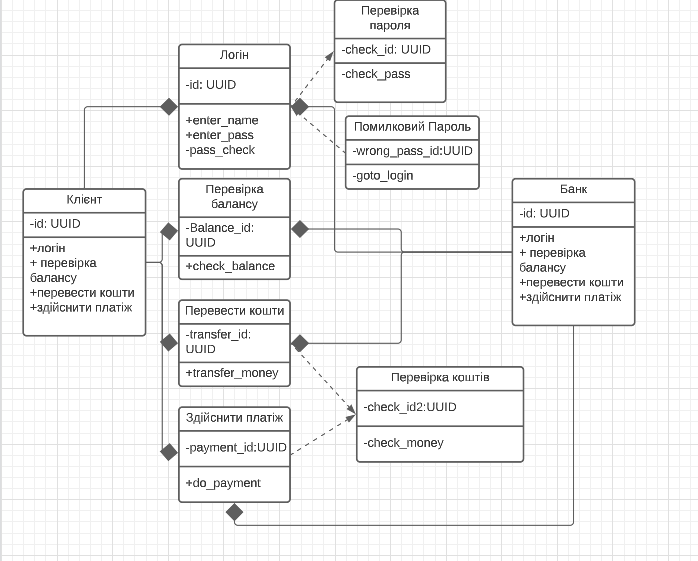 Перевірка
пароля
-check_id: UUID
-check_pass
Логін
-id: UUID
+enter_name
+enter_pass
-pass_check
Помилковий Пароль
-wrong_pass_id:UUID
-goto_login
Клієнт
-id: UUID
+логін
+ перевірка
балансу
+перевести кошти
+здійснити платіж
Перевірка
балансу
-Balance_id:
UUID
+check_balance
Банк
-id: UUID
+логін
+ перевірка
балансу
+перевести кошти
+здійснити платіж
Перевести кошти
-transfer_id:
UUID
+transfer_money
Перевірка коштів
-check_id2:UUID
-check_money
Здійснити платіж
-payment_id:UUID
+do_payment